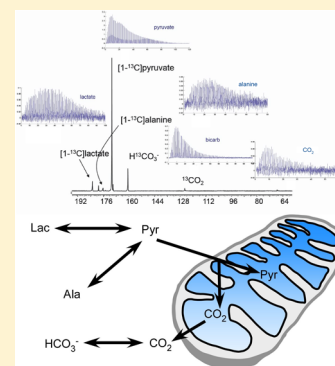 pyruvate
[1-¹³C]pyruvate
lactate
alanine
[1-¹³C]alanine
bicarb
CO₂
[1-¹³C]lactate
H¹³CO₃⁻
¹³CO₂
192 176 160 144 128 112 96 80 64
Lac
Pyr
Pyr
Ala
CO₂
HCO₃⁻
CO₂